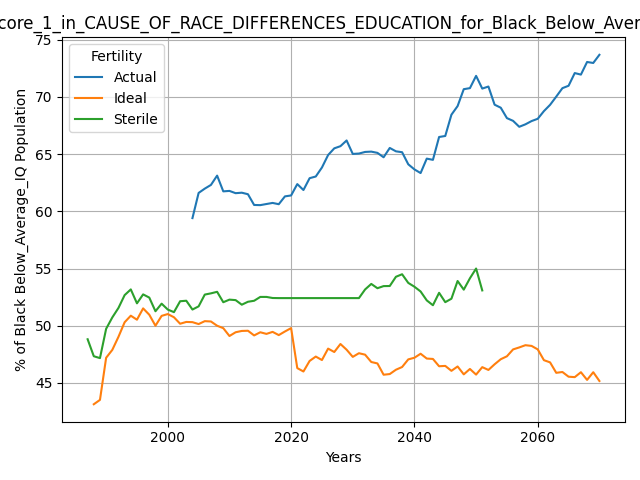 core_1_in_CAUSE_OF_RACE_DIFFERENCES_EDUCATION_for_Black_Below_Aver
Fertility
Actual
Ideal
Sterile
% of Black Below_Average_IQ Population
75
70
65
60
55
50
45
2000
2020
2040
2060
Years